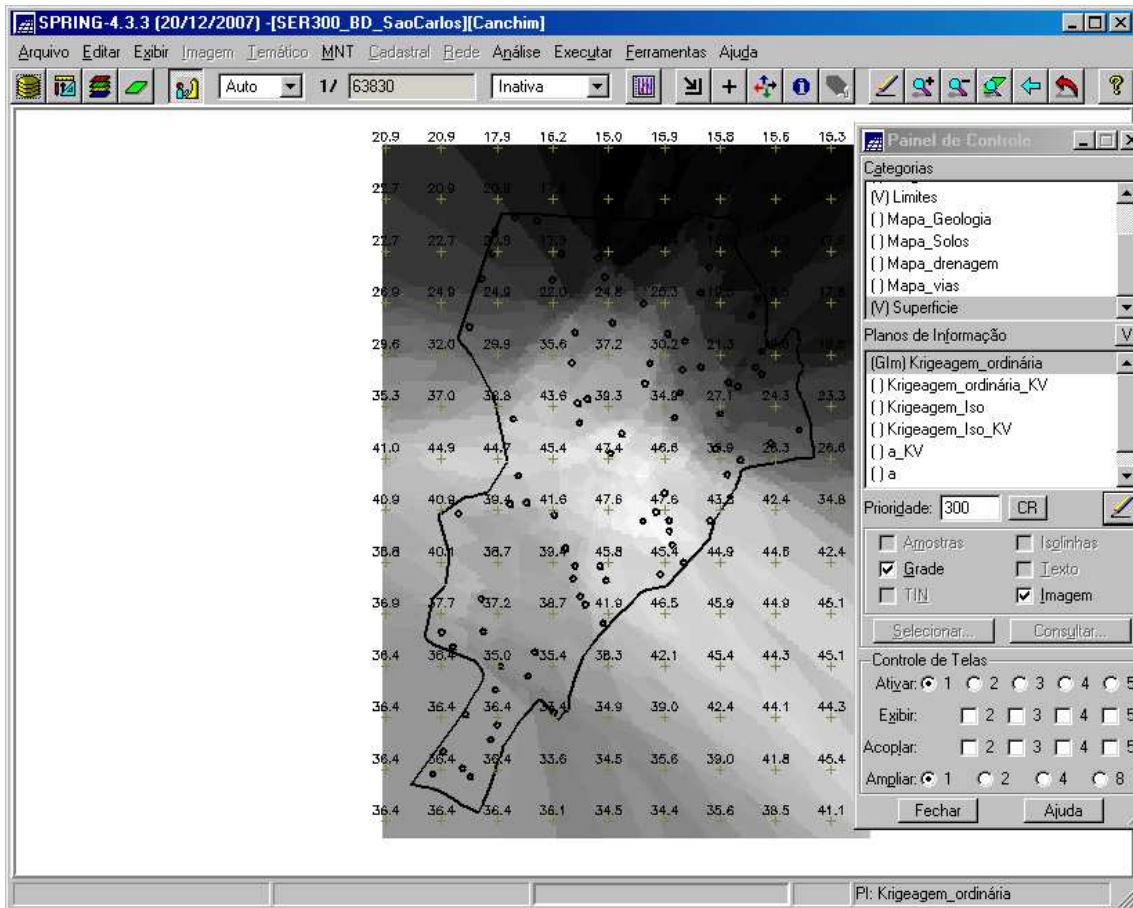 SPRING-4.3.3 (20/12/2007) -[SER300_BD_SaoCarlos][Canchim]
Arquivo Editar Exibir Imagem Temático MNT Cadastral Rede Análise Executar Ferramentas Ajuda
Auto 1/ 63830 Inativa
20.9 20.9 17.9 16.2 15.0 15.9 15.8 15.6 15.3
20.9
22.7 22.7
26.9 24.9 24.9 22.0 24.8
29.6 32.0 29.9 35.6 37.2 30.2 21.3
35.3 37.0 43.6 39.3 34.9 27.1 24.3 23.3
41.0 44.9 44.7 45.4 47.4 46.6 26.3 26.6
40.9 40.9 39.4 41.6 47.6 47.6 42.4 34.8
38.8 40.1 38.7 39.4 45.8 45.4 44.9 44.6 42.4
36.9 37.7 37.2 38.7 41.9 46.5 45.9 44.9 45.1
36.4 36.4 35.0 35.4 38.3 42.1 45.4 44.3 45.1
36.4 36.4 36.4 34.9 39.0 42.4 44.1 44.3
36.4 36.4 36.4 33.6 34.5 35.6 39.0 41.8 45.4
36.4 36.4 36.4 36.1 34.5 34.4 35.6 38.5 41.1
Painel de Controle
Categorias
(V) Limites
( ) Mapa_Geologia
( ) Mapa_Solos
( ) Mapa_drenagem
( ) Mapa_vias
(V) Superficie
Planos de Informação V
(GIm) Krigeagem_ordinária
( ) Krigeagem_ordinária_KV
( ) Krigeagem_Iso
( ) Krigeagem_Iso_KV
( ) a_KV
( ) a
Prioridade: 300 CR
Amostras Isolinhas
Grade Texto
TIN Imagem
Selecionar... Consultar...
Controle de Telas
Ativar: 1 2 3 4 5
Exibir: 2 3 4 5
Acoplar: 2 3 4 5
Ampliar: 1 2 4 8
Fechar Ajuda
PI: Krigeagem_ordinária